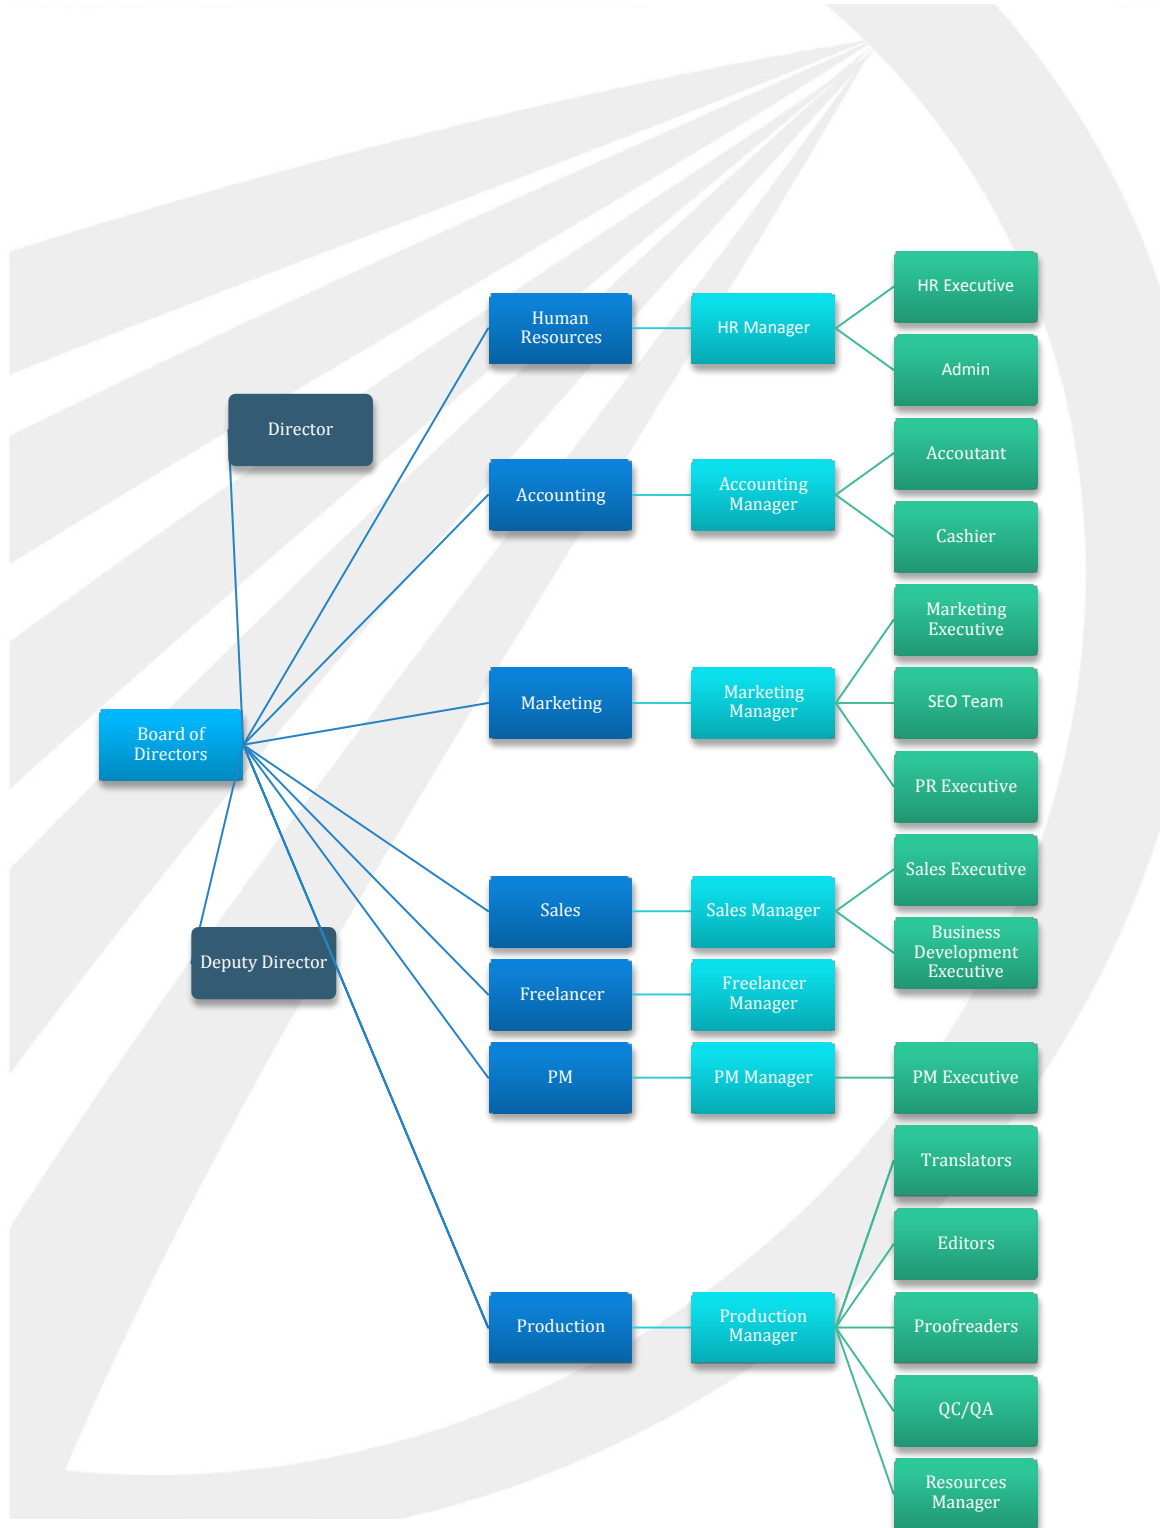 Board of
Directors
Director
Deputy Director
Human
Resources
HR Manager
HR Executive
Admin
Accounting
Accounting
Manager
Accoutant
Cashier
Marketing
Marketing
Manager
Marketing
Executive
SEO Team
PR Executive
Sales
Sales Manager
Sales Executive
Business
Development
Executive
Freelancer
Freelancer
Manager
PM
PM Manager
PM Executive
Production
Production
Manager
Translators
Editors
Proofreaders
QC/QA
Resources
Manager